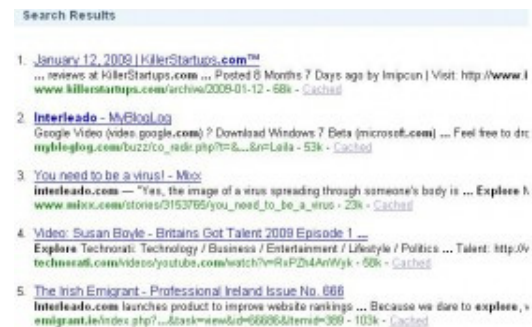 Search Results
1. January 12, 2009 | KillerStartups.com™
... reviews at KillerStartups.com ... Posted 8 Months 7 Days ago by Imipcun | Visit: http://www.i
www.killerstartups.com/archive/2009-01-12 - 68k - Cached
2. Interleado - MyBlogLog
Google Video (video.google.com) ? Download Windows 7 Beta (microsoft.com) ... Feel free to drc
mybloglog.com/buzz/co_redir.php?t=&...&n=Leila - 53k - Cached
3. You need to be a virus! - Mixx
interleado.com — "Yes, the image of a virus spreading through someone's body is ... Explore M
www.mixx.com/stories/3153765/you_need_to_be_a_virus - 23k - Cached
4. Video: Susan Boyle - Britains Got Talent 2009 Episode 1 ...
Explore Technorati: Technology / Business / Entertainment / Lifestyle / Politics ... Talent: http://v
technorati.com/videos/youtube.com/watch?v=RxPZh4AnWyk - 68k - Cached
5. The Irish Emigrant - Professional Ireland Issue No. 666
Interleado.com launches product to improve website rankings ... Because we dare to explore, v
emigrant.ie/index.php?...&task=view&id=66686&Itemid=389 - 103k - Cached